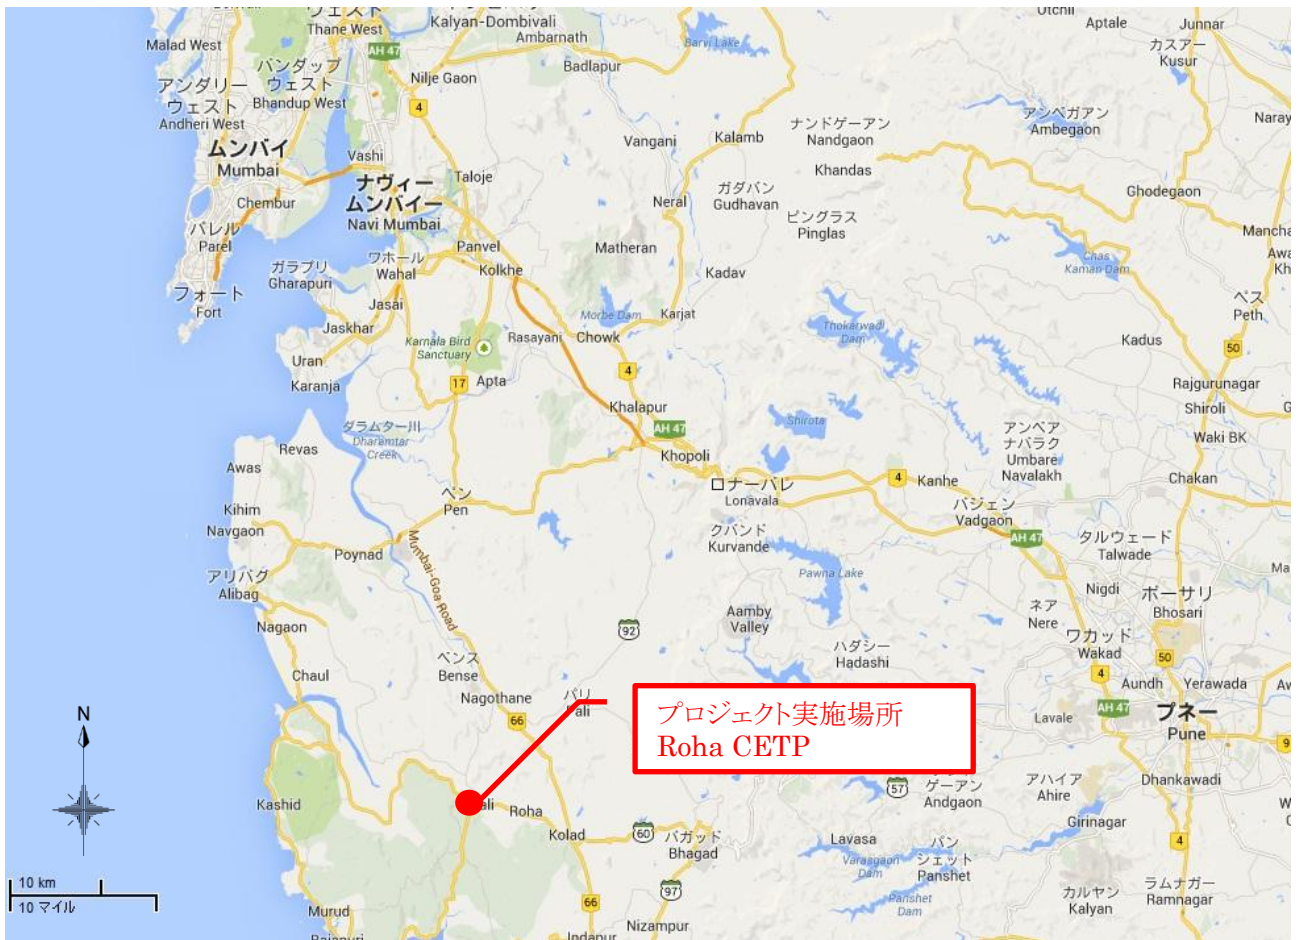 ウェスト
Thane West
Kalyan-Dombivali
Ambarnath
Utchil
Aptale
Junnar
Malad West
AH 47
Barvi Lake
カスアー
Kusur
バンダップ
ウェスト
Bhandup West
Nilje Gaon
Badlapur
アンダリー
ウェスト
Andheri West
4
アンベガアン
Ambegaon
Naray
ムンバイ
Mumbai
Vashi
Vangani
Kalamb
ナンドゲーアン
Nandgaon
Khandas
ナヴィー
ムンバイー
Navi Mumbai
Taloje
Chembur
Neral
ガダバン
Gudhavan
Ghodegaon
パレル
Parel
ピングラス
Pinglas
Mancha
Panvel
Matheran
ガラプリ
Gharapuri
ワホール
Wahal
Kolkhe
Kadav
Chas
Kaman Dam
Awa
Kh
フォート
Fort
Jasai
ペス
Peth
Jaskhar
Morbe Dam
Karjat
Thokarwadi
Dam
Karnala Bird
Sanctuary
Rasayani
Chowk
Kadus
50
Uran
Karanja
17
Apta
4
Rajgurunagar
Khalapur
Shiroli
G
ダラムター川
Dharamtar
Creek
AH 47
Shirota
アンベア
ナバラク
Umbare
Navalakh
Waki BK
Revas
Khopoli
Awas
ロナーバレ
Lonavala
4
Kanhe
Chakan
Kihim
ペン
Pen
バジェン
Vadgaon
Navgaon
クバンド
Kurvande
AH 47
タルウェード
Talwade
Poynad
Mumbai-Goa Road
アリバグ
Alibag
Pawna Lake
Ma
Nigdi
ボーサリ
Bhosari
Aamby
Valley
ネア
Nere
Nagaon
92
ワカッド
Wakad
ベンス
Bense
ハダシー
Hadashi
50
Chaul
4
Aundh
Yerawada
Nagothane
パリ
Pali
プロジェクト実施場所
Roha CETP
66
Lavale
AH 47
プネー
Pune
N
9
57
ゲーアン
Andgaon
アハイア
Ahire
Dhankawadi
Kashid
ali
Roha
Kolad
60
バガッド
Bhagad
Lavasa
Girinagar
Varasgaon
Dam
パン
シェット
Panshet
4
10 km
10 マイル
97
66
Panshet
Dam
カルヤン
Kalyan
ラムナガー
Ramnagar
Murud
Nizampur
Rajapuri
Indapur